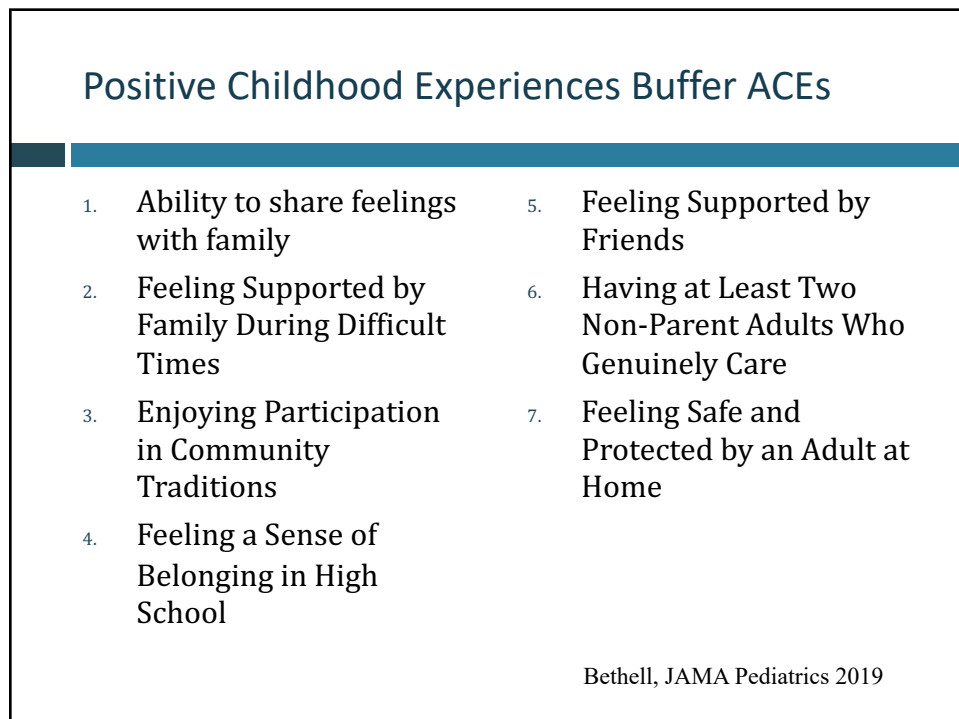 Positive Childhood Experiences Buffer ACEs
1. Ability to share feelings
with family
2. Feeling Supported by
Family During Difficult
Times
3. Enjoying Participation
in Community
Traditions
4. Feeling a Sense of
Belonging in High
School
5. Feeling Supported by
Friends
6. Having at Least Two
Non-Parent Adults Who
Genuinely Care
7. Feeling Safe and
Protected by an Adult at
Home
Bethell, JAMA Pediatrics 2019